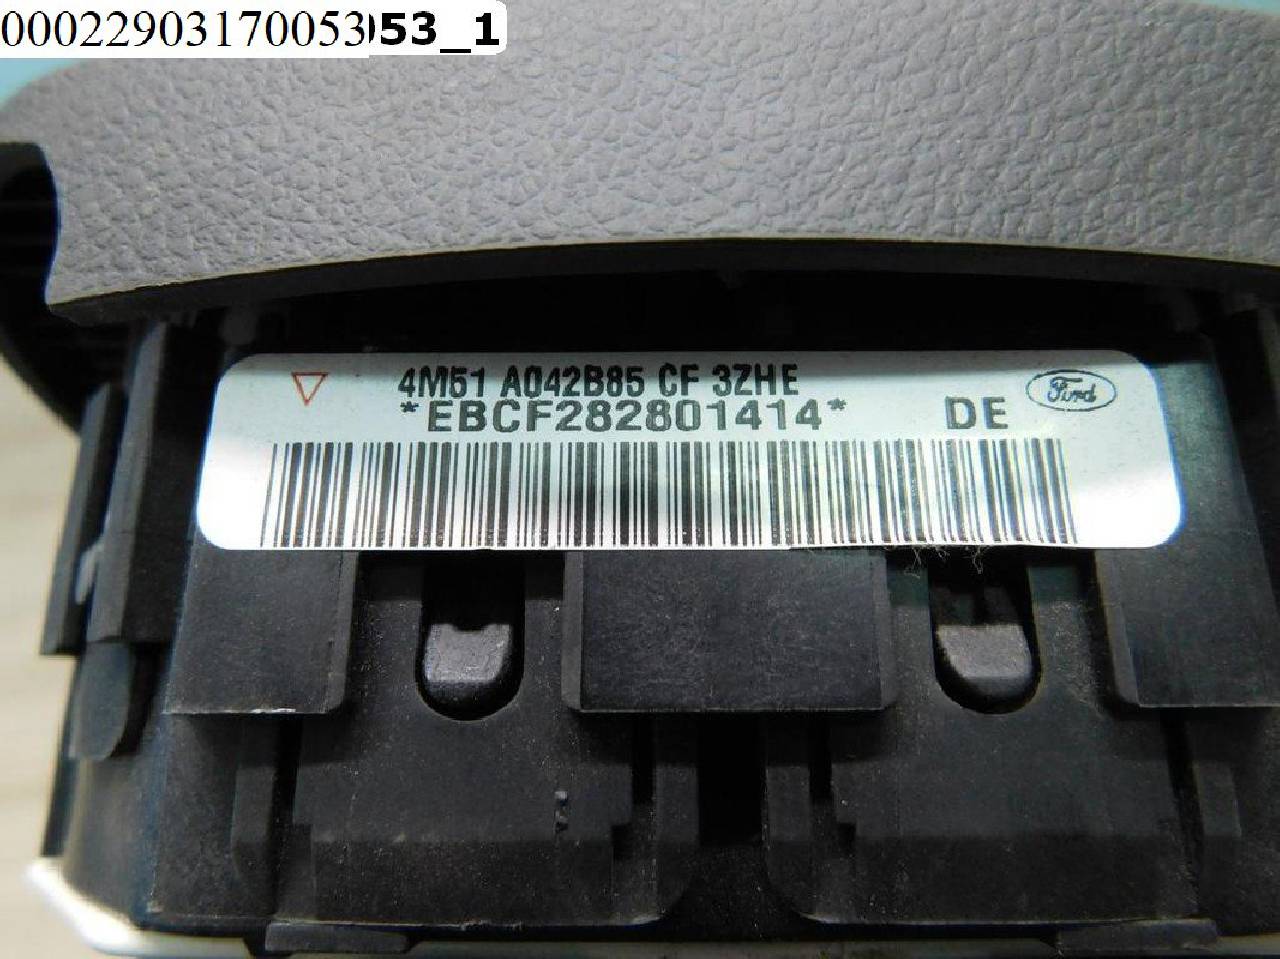 00022903170053053_1
4M51 A042B85 CF 3ZHE
*EBCF282801414* DE
Ford